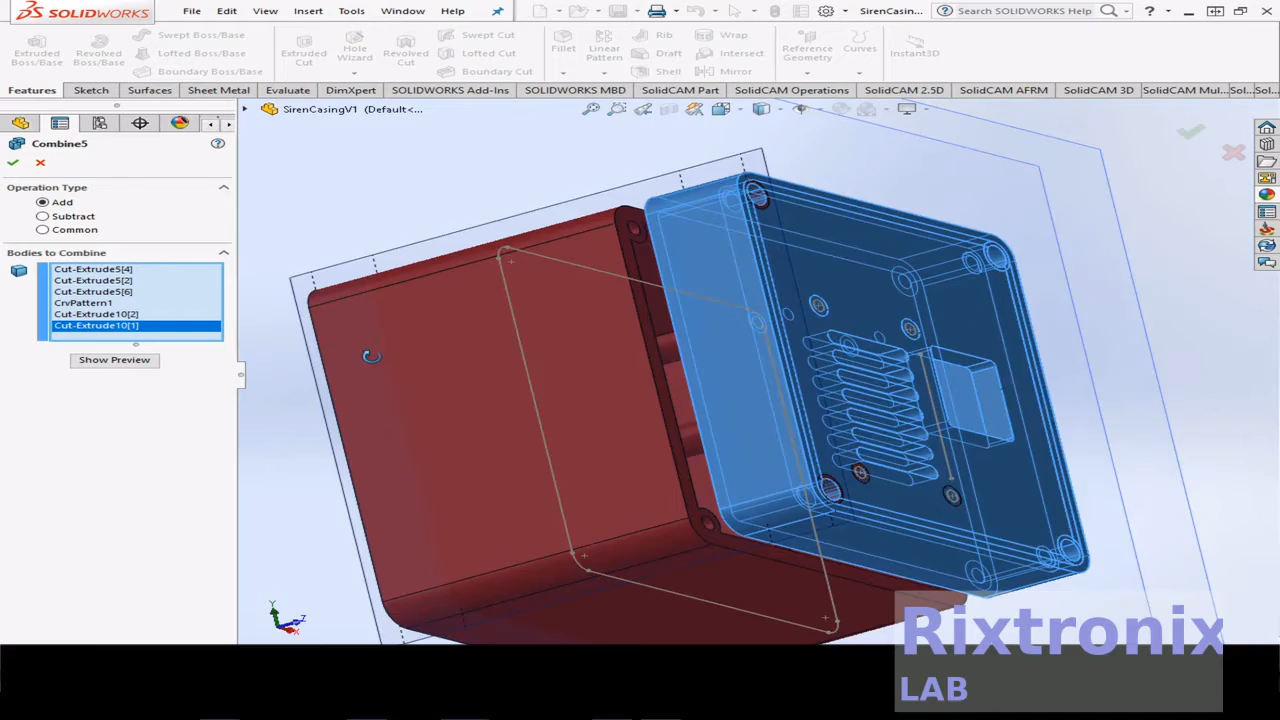 SOLIDWORKS File Edit View Insert Tools Window Help SirenCasin... Search SOLIDWORKS Help
Extruded Boss/Base
Revolved Boss/Base
Swept Boss/Base
Lofted Boss/Base
Boundary Boss/Base
Extruded Cut
Hole Wizard
Revolved Cut
Swept Cut
Lofted Cut
Boundary Cut
Fillet
Linear Pattern
Rib
Draft
Shell
Wrap
Intersect
Mirror
Reference Geometry
Curves
Instant3D
Features Sketch Surfaces Sheet Metal Evaluate DimXpert SOLIDWORKS Add-Ins SOLIDWORKS MBD SolidCAM Part SolidCAM Operations SolidCAM 2.5D SolidCAM AFRM SolidCAM 3D SolidCAM Mul... Sol... Sol...
SirenCasingV1 (Default<...
Combine5
Operation Type
Add
Subtract
Common
Bodies to Combine
Cut-Extrude5[4]
Cut-Extrude5[2]
Cut-Extrude5[6]
CrvPattern1
Cut-Extrude10[2]
Cut-Extrude10[1]
Show Preview
Y
Z
X
Rixtronix
LAB